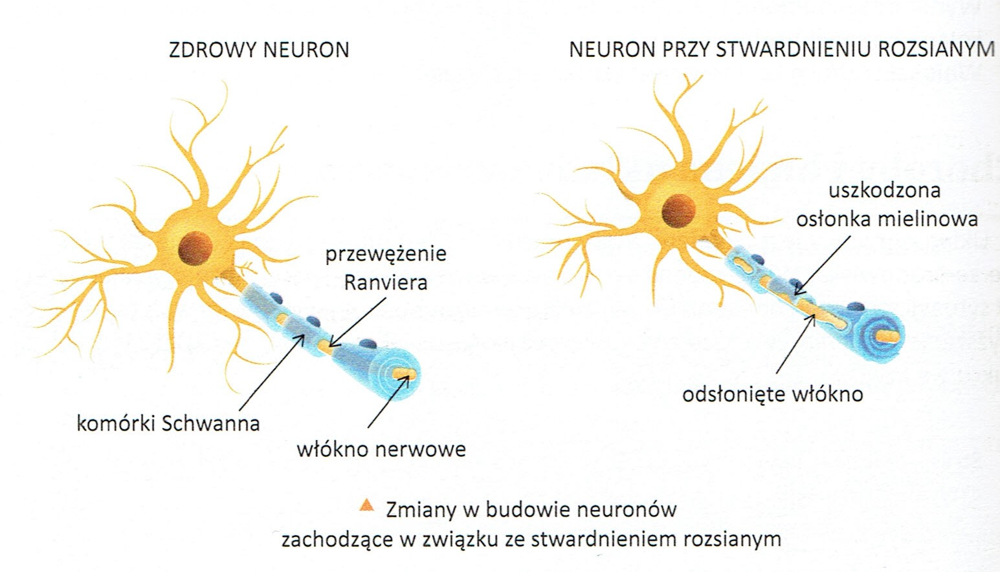 ZDROWY NEURON
NEURON PRZY STWARDNIENIU ROZSIANYM
uszkodzona
osłonka mielinowa
przewężenie
Ranviera
odsłonięte włókno
komórki Schwanna
włókno nerwowe
▲ Zmiany w budowie neuronów
zachodzące w związku ze stwardnieniem rozsianym